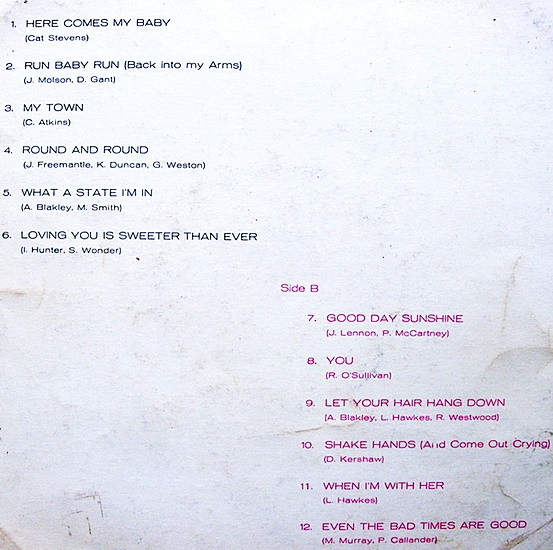 1. HERE COMES MY BABY
(Cat Stevens)
2. RUN BABY RUN (Back into my Arms)
(J. Molson, D. Gant)
3. MY TOWN
(C. Atkins)
4. ROUND AND ROUND
(J. Freemantle, K. Duncan, G. Weston)
5. WHAT A STATE I'M IN
(A. Blakley, M. Smith)
6. LOVING YOU IS SWEETER THAN EVER
(I. Hunter, S. Wonder)
Side B
7. GOOD DAY SUNSHINE
(J. Lennon, P. McCartney)
8. YOU
(R. O'Sullivan)
9. LET YOUR HAIR HANG DOWN
(A. Blakley, L. Hawkes, R. Westwood)
10. SHAKE HANDS (And Come Out Crying)
(D. Kershaw)
11. WHEN I'M WITH HER
(L. Hawkes)
12. EVEN THE BAD TIMES ARE GOOD
(M. Murray, P. Callander)